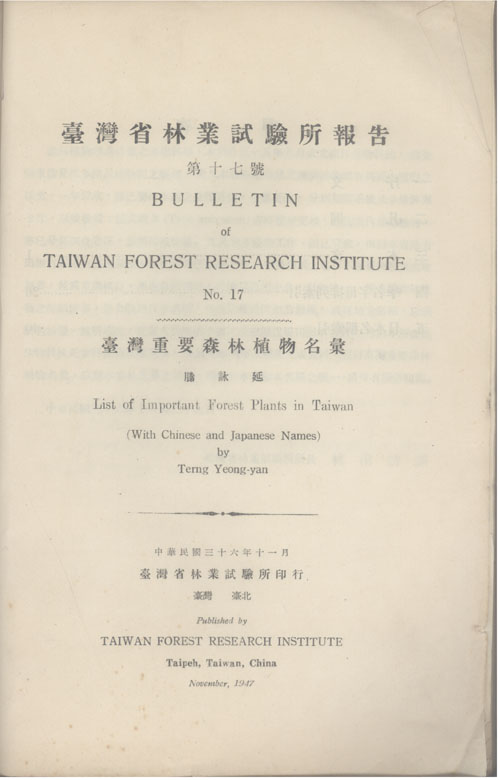 臺灣省林業試驗所報告
第十七號
BULLETIN
of
TAIWAN FOREST RESEARCH INSTITUTE
No. 17
臺灣重要森林植物名彙
詠延
List of Important Forest Plants in Taiwan
(With Chinese and Japanese Names)
by
Terng Yeong-yan
中華民國三十六年十一月
臺灣省林業試驗所印行
臺灣 臺北
Published by
TAIWAN FOREST RESEARCH INSTITUTE
Taipeh, Taiwan, China
November, 1947